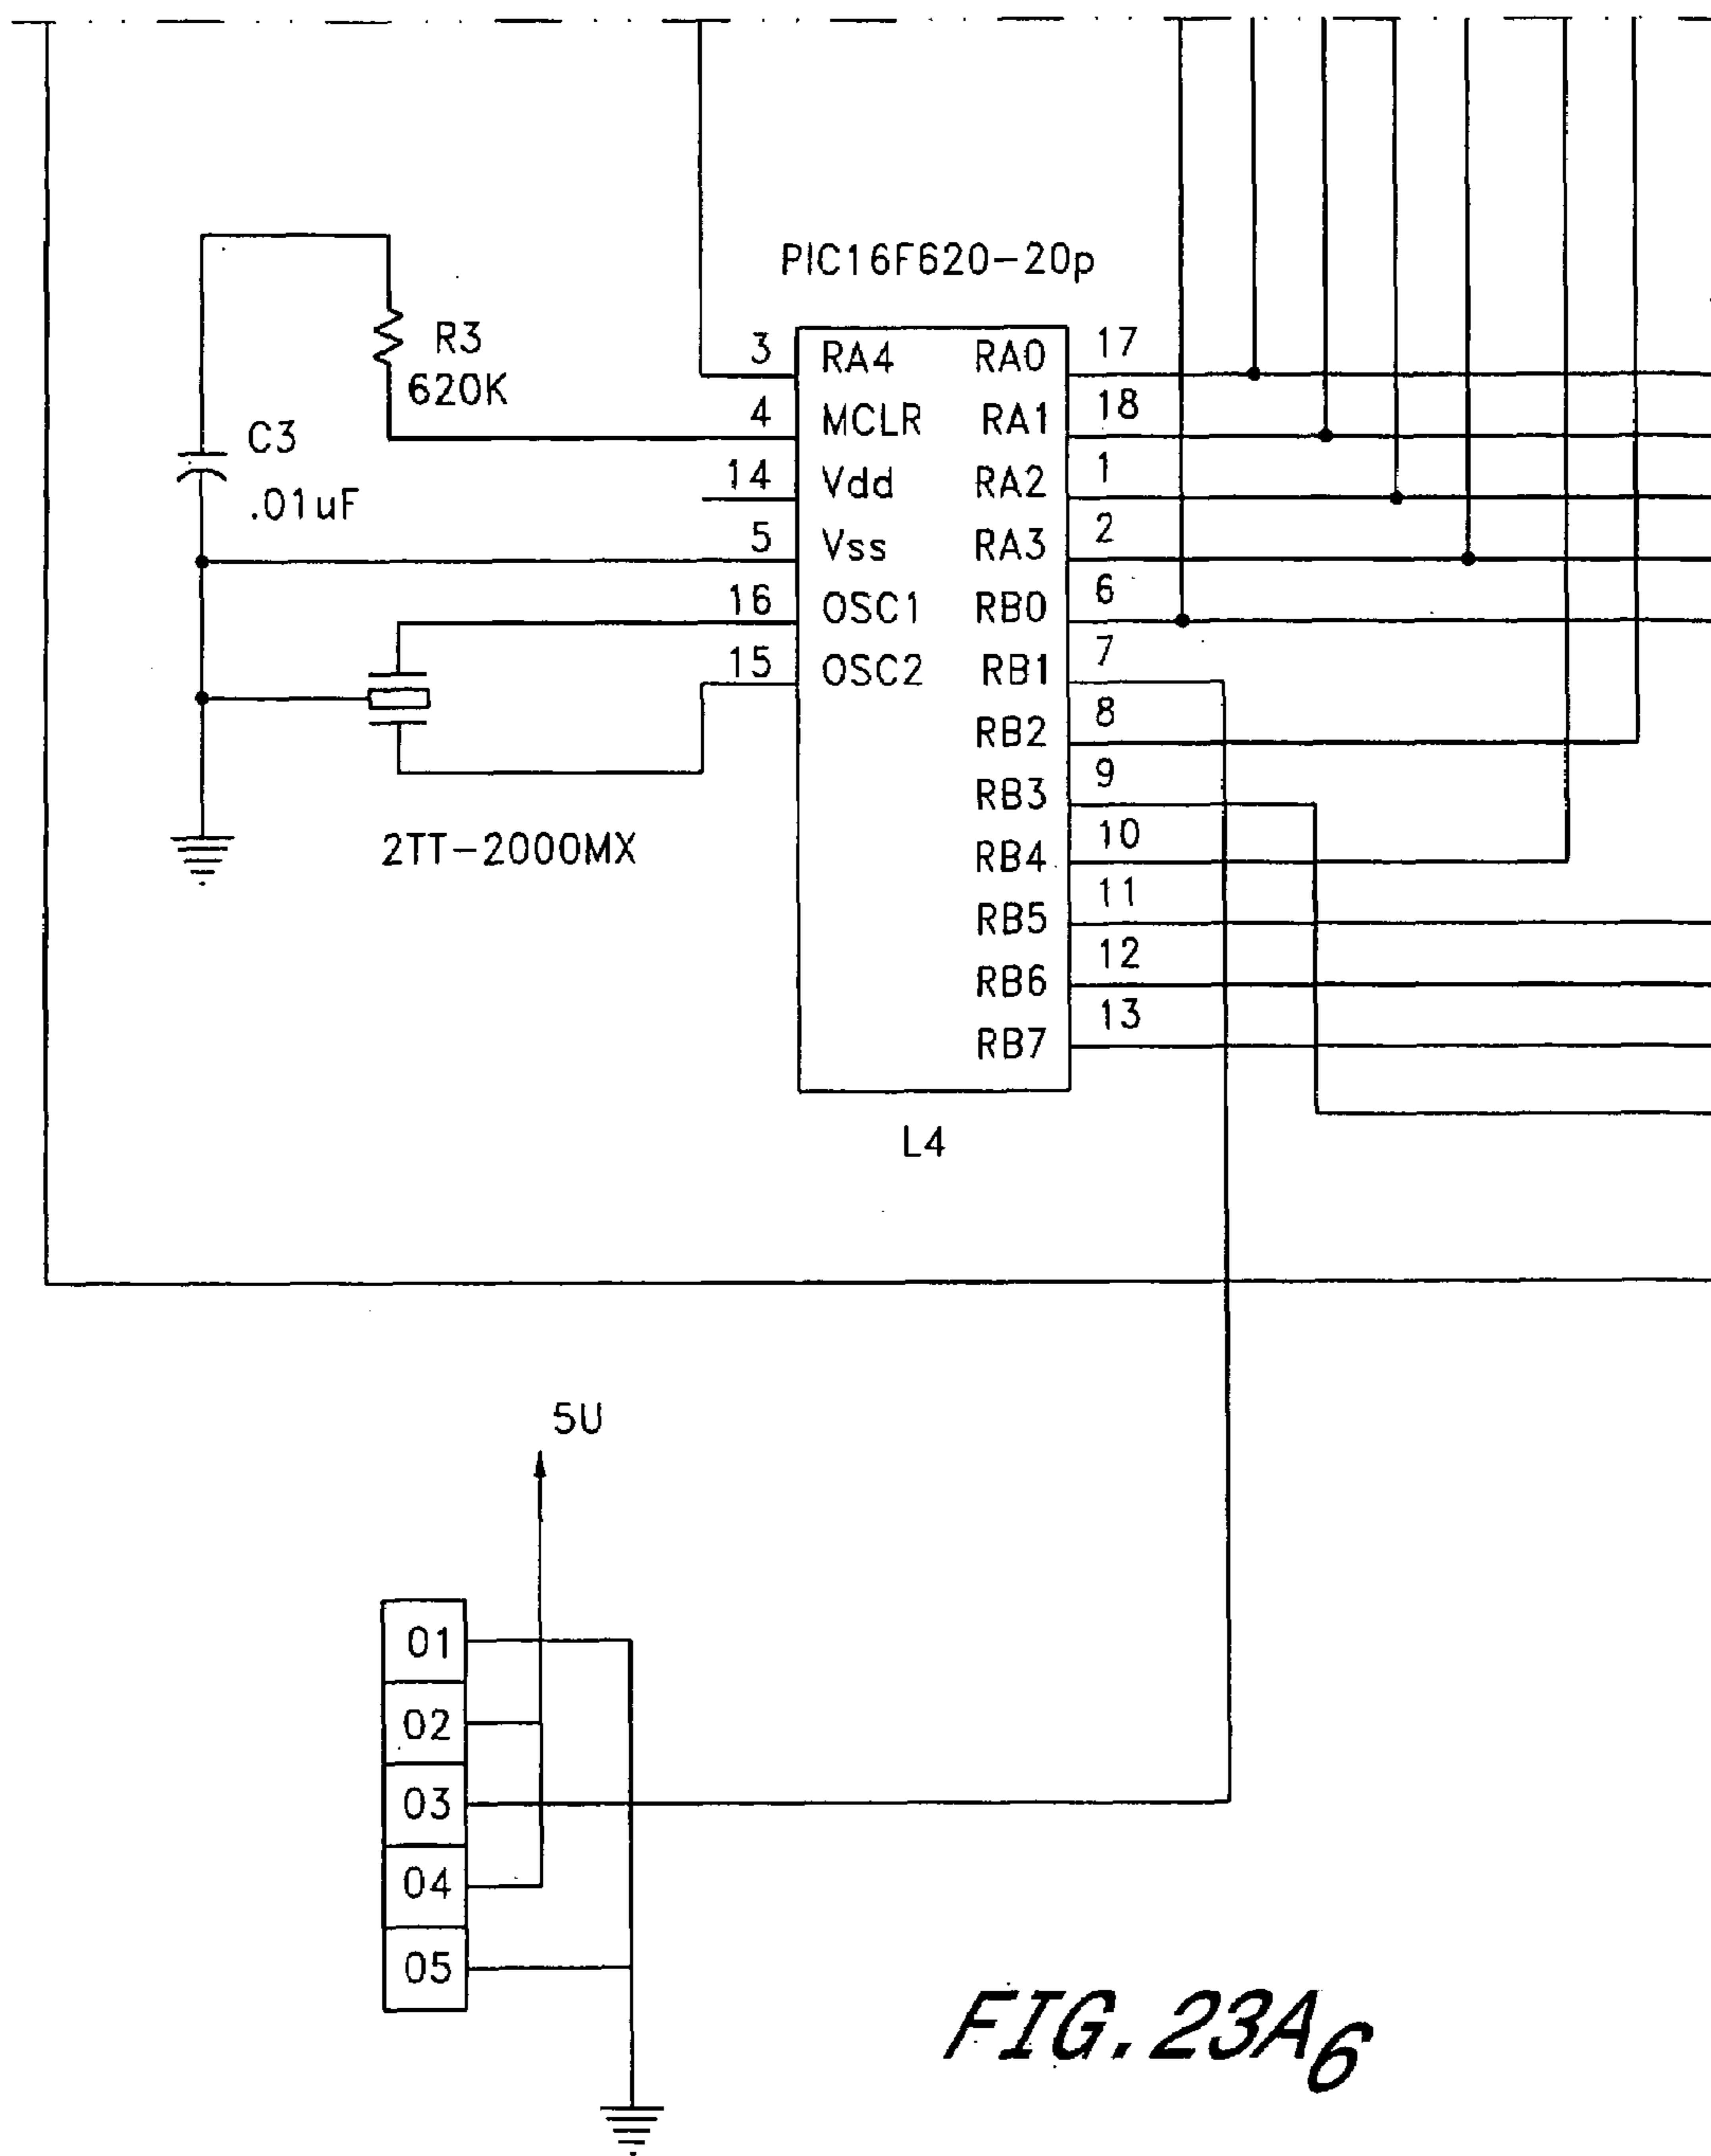 PIC16F620-20p
R3
620K
C3
.01uF
3 RA4 RA0 17
4 MCLR RA1 18
14 Vdd RA2 1
5 Vss RA3 2
16 OSC1 RB0 6
15 OSC2 RB1 7
RB2 8
RB3 9
RB4 10
RB5 11
RB6 12
RB7 13
2TT-2000MX
L4
5U
01
02
03
04
05
FIG. 23A6